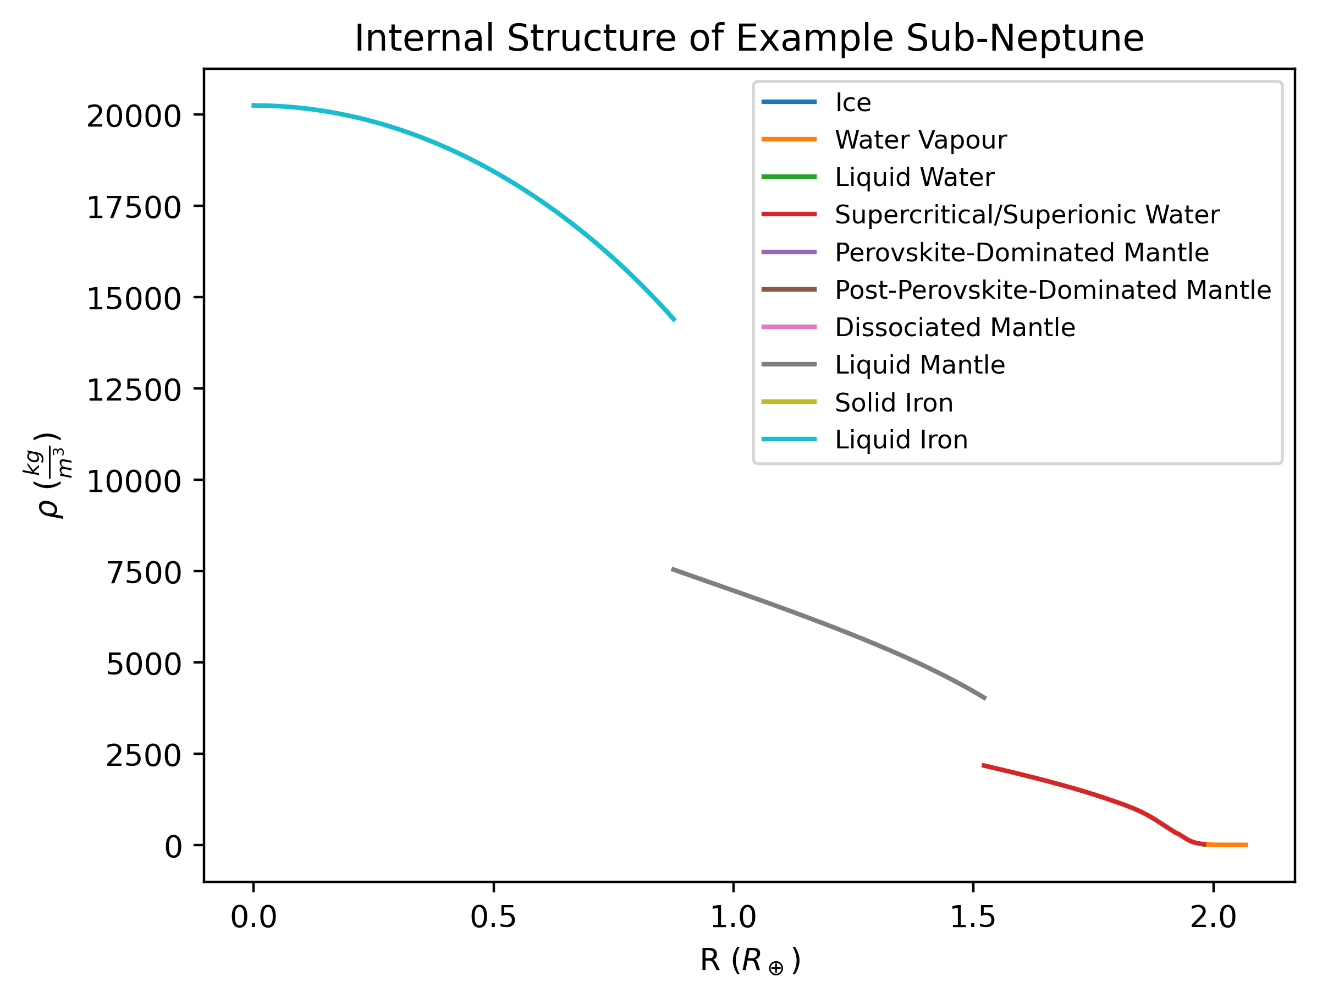 Internal Structure of Example Sub-Neptune
20000
17500
15000
12500
10000
7500
5000
2500
0
ρ (kg/m³)
Ice
Water Vapour
Liquid Water
Supercritical/Superionic Water
Perovskite-Dominated Mantle
Post-Perovskite-Dominated Mantle
Dissociated Mantle
Liquid Mantle
Solid Iron
Liquid Iron
0.0 0.5 1.0 1.5 2.0
R (R⊕)